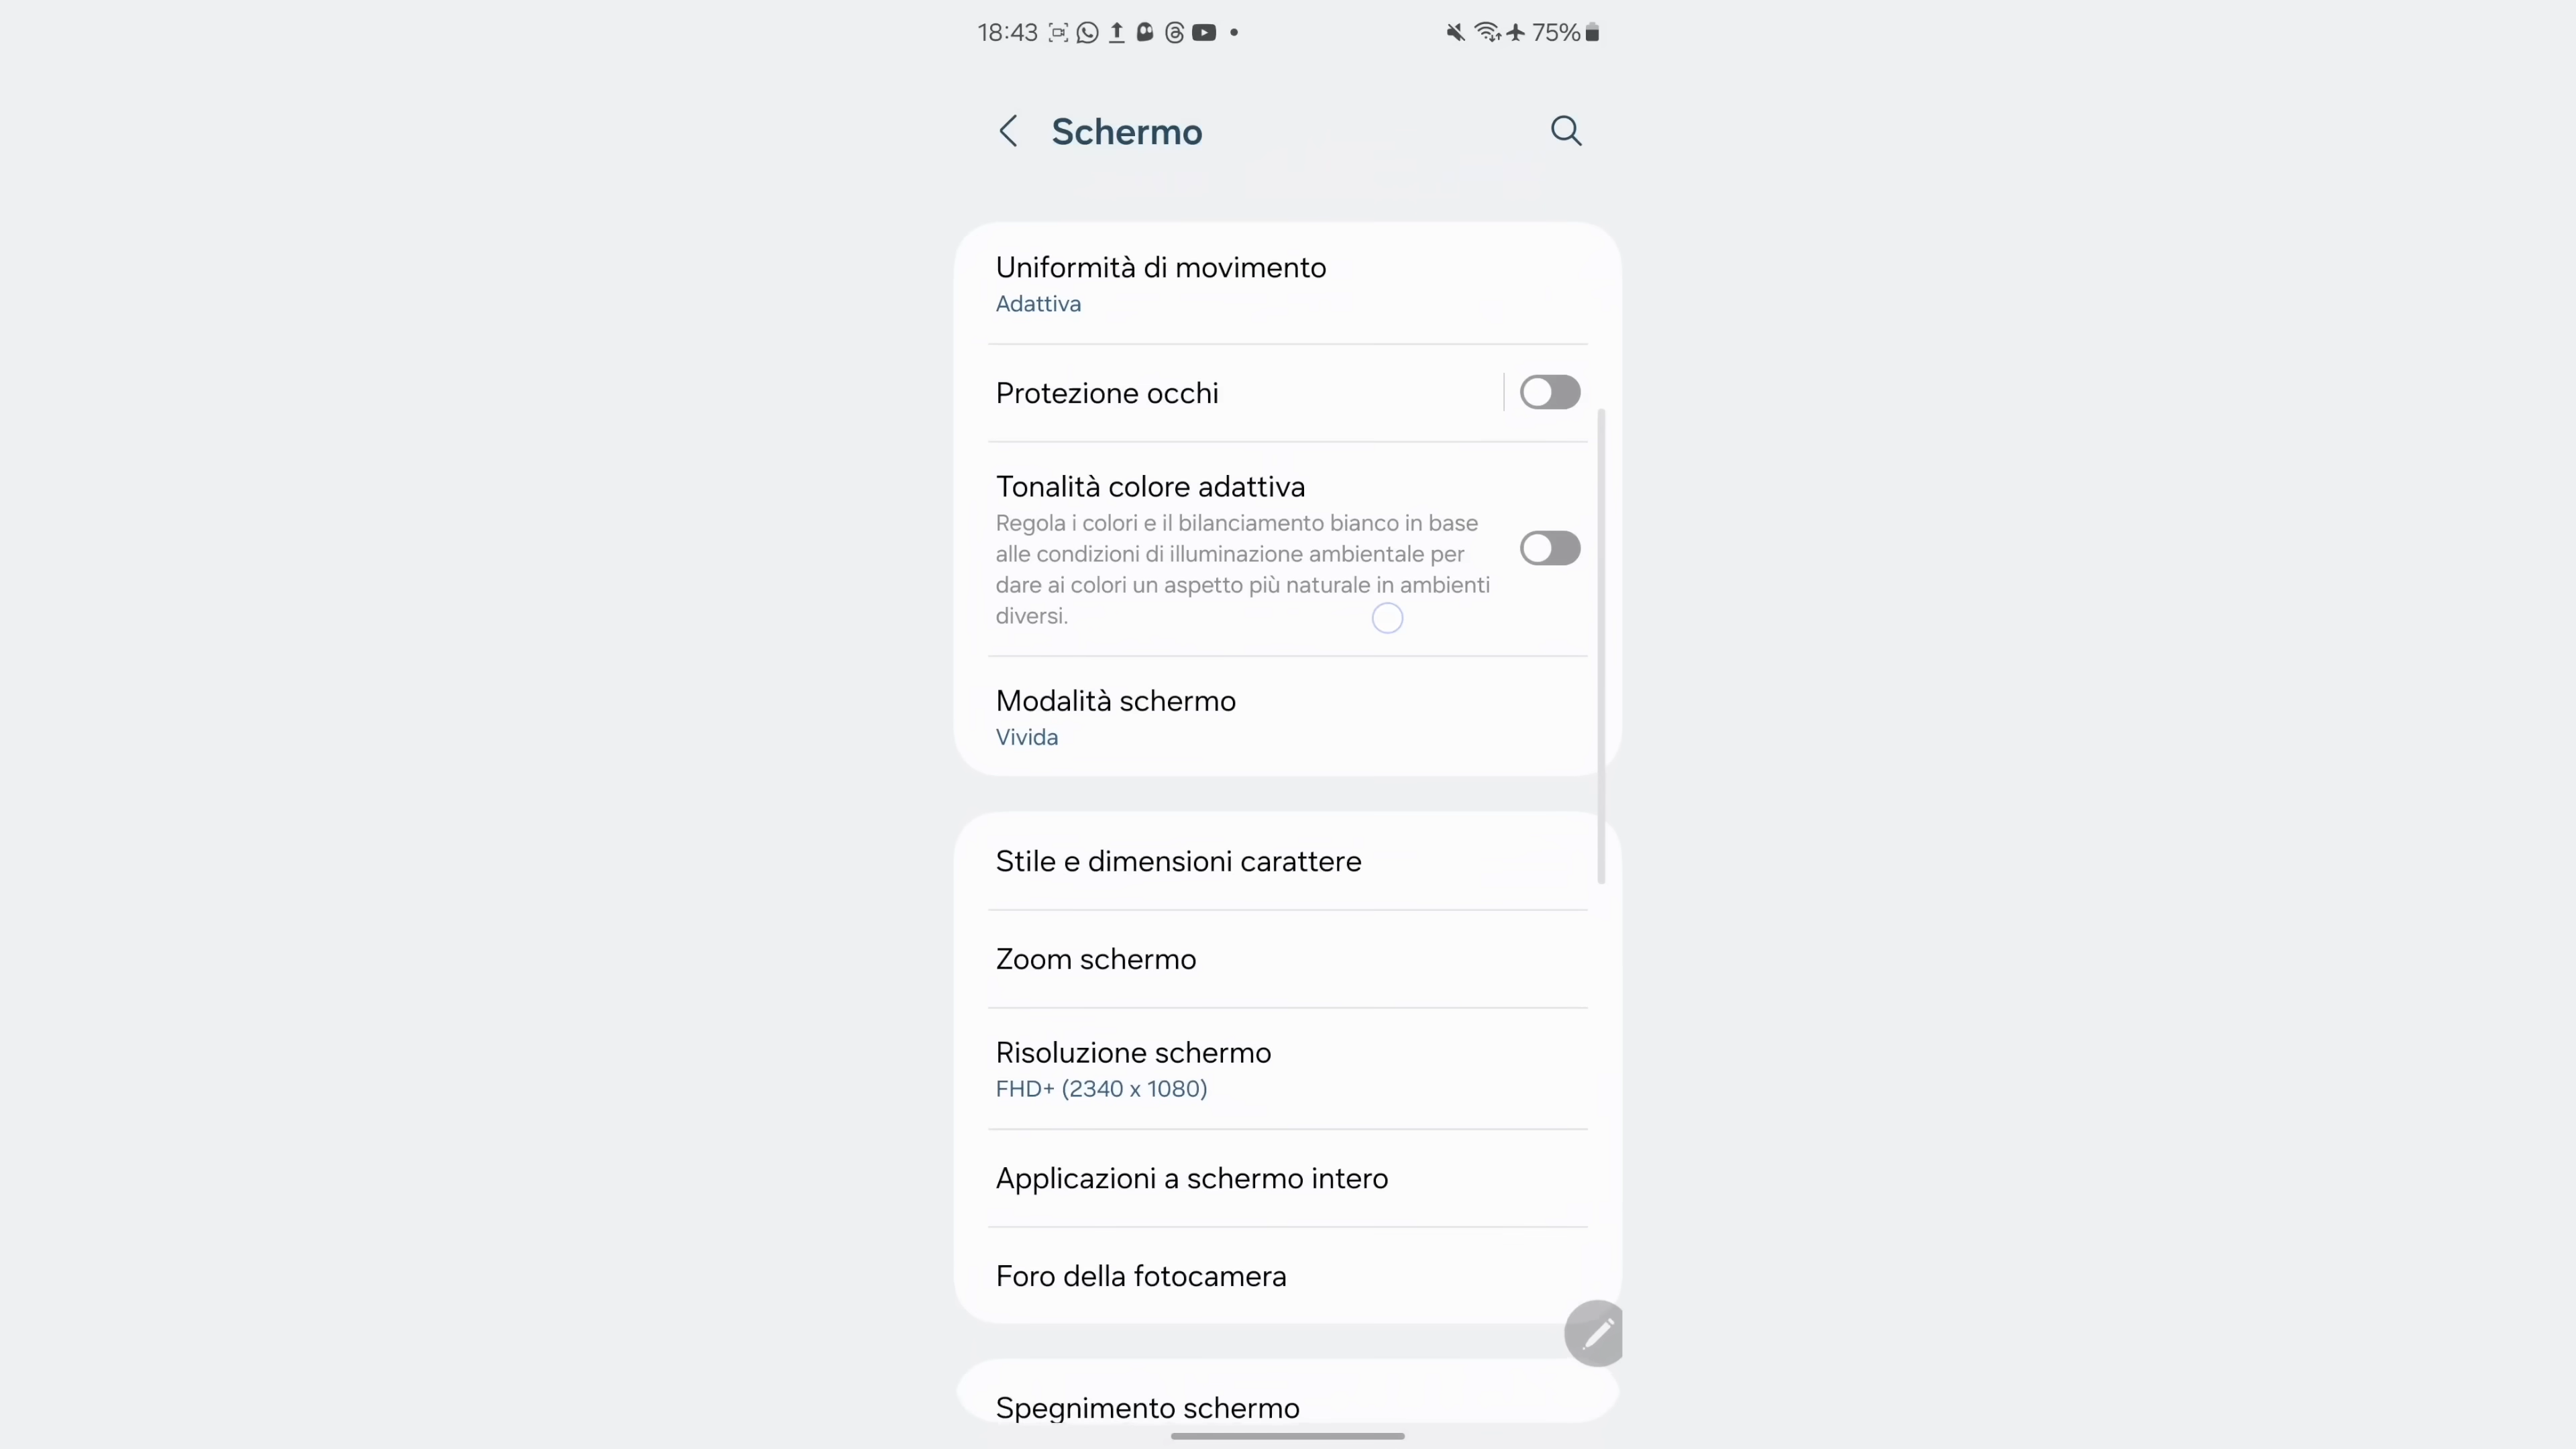 18:43
75%
Schermo
Uniformità di movimento
Adattiva
Protezione occhi
Tonalità colore adattiva
Regola i colori e il bilanciamento bianco in base
alle condizioni di illuminazione ambientale per
dare ai colori un aspetto più naturale in ambienti
diversi.
Modalità schermo
Vivida
Stile e dimensioni carattere
Zoom schermo
Risoluzione schermo
FHD+ (2340 x 1080)
Applicazioni a schermo intero
Foro della fotocamera
Spegnimento schermo